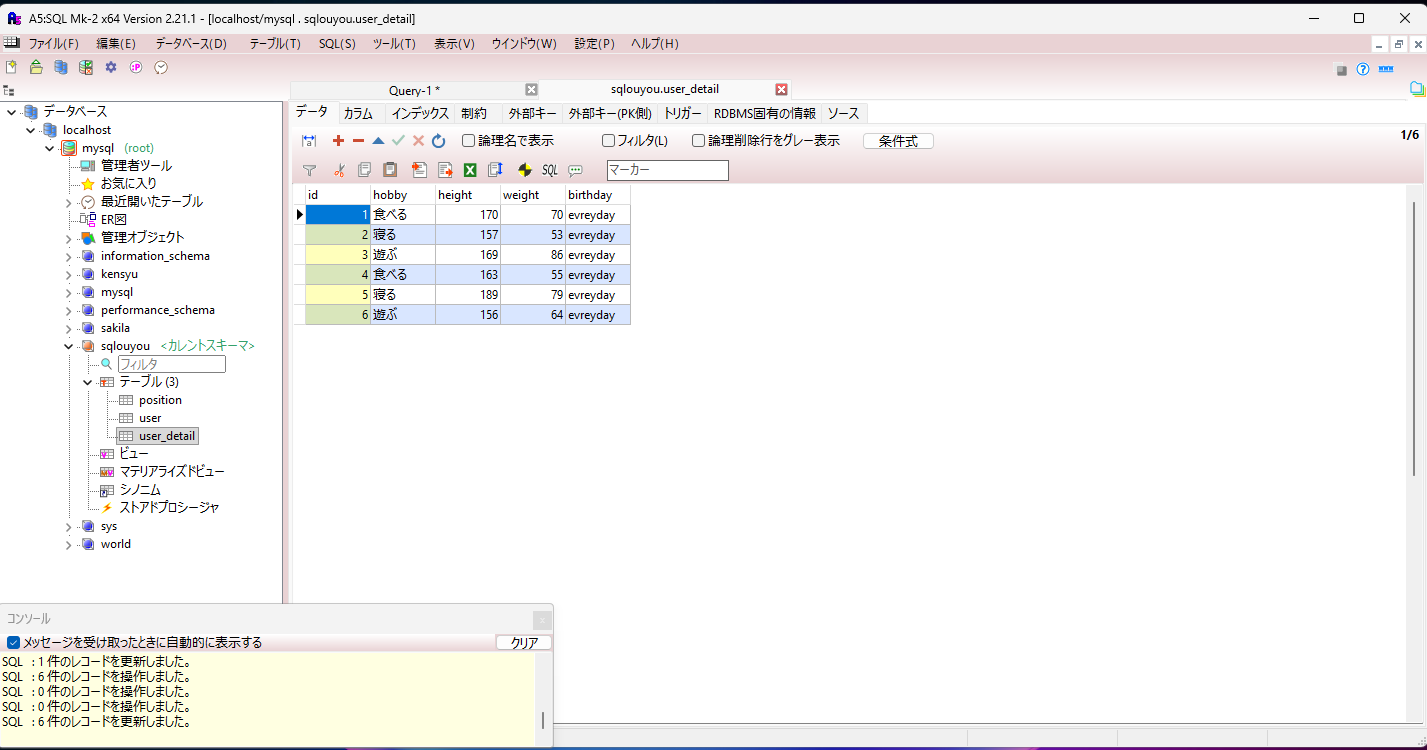 A5:SQL Mk-2 x64 Version 2.21.1 - [localhost/mysql . sqlouyou.user_detail]
ファイル(F) 編集(E) データベース(D) テーブル(T) SQL(S) ツール(T) 表示(V) ウインドウ(W) 設定(P) ヘルプ(H)
Query-1 * sqlouyou.user_detail
データ カラム インデックス 制約 外部キー 外部キー(PK側) トリガー RDBMS固有の情報 ソース
論理名で表示 フィルタ(L) 論理削除行をグレー表示 条件式 1/6
SQL マーカー
id hobby height weight birthday
1 食べる 170 70 evreyday
2 寝る 157 53 evreyday
3 遊ぶ 169 86 evreyday
4 食べる 163 55 evreyday
5 寝る 189 79 evreyday
6 遊ぶ 156 64 evreyday
データベース
localhost
mysql (root)
管理者ツール
お気に入り
最近開いたテーブル
ER図
管理オブジェクト
information_schema
kensyu
mysql
performance_schema
sakila
sqlouyou <カレントスキーマ>
フィルタ
テーブル (3)
position
user
user_detail
ビュー
マテリアライズドビュー
シノニム
ストアドプロシージャ
sys
world
コンソール
メッセージを受け取ったときに自動的に表示する クリア
SQL : 1 件のレコードを更新しました。
SQL : 6 件のレコードを操作しました。
SQL : 0 件のレコードを操作しました。
SQL : 0 件のレコードを操作しました。
SQL : 6 件のレコードを更新しました。